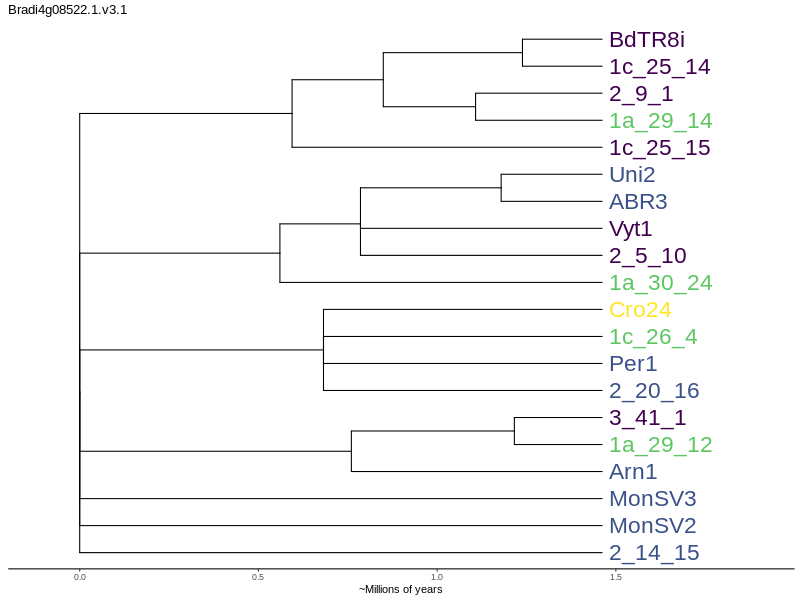 Bradi4g08522.1.v3.1
BdTR8i
1c_25_14
2_9_1
1a_29_14
1c_25_15
Uni2
ABR3
Vyt1
2_5_10
1a_30_24
Cro24
1c_26_4
Per1
2_20_16
3_41_1
1a_29_12
Arn1
MonSV3
MonSV2
2_14_15
0.0 0.5 1.0 1.5
~Millions of years